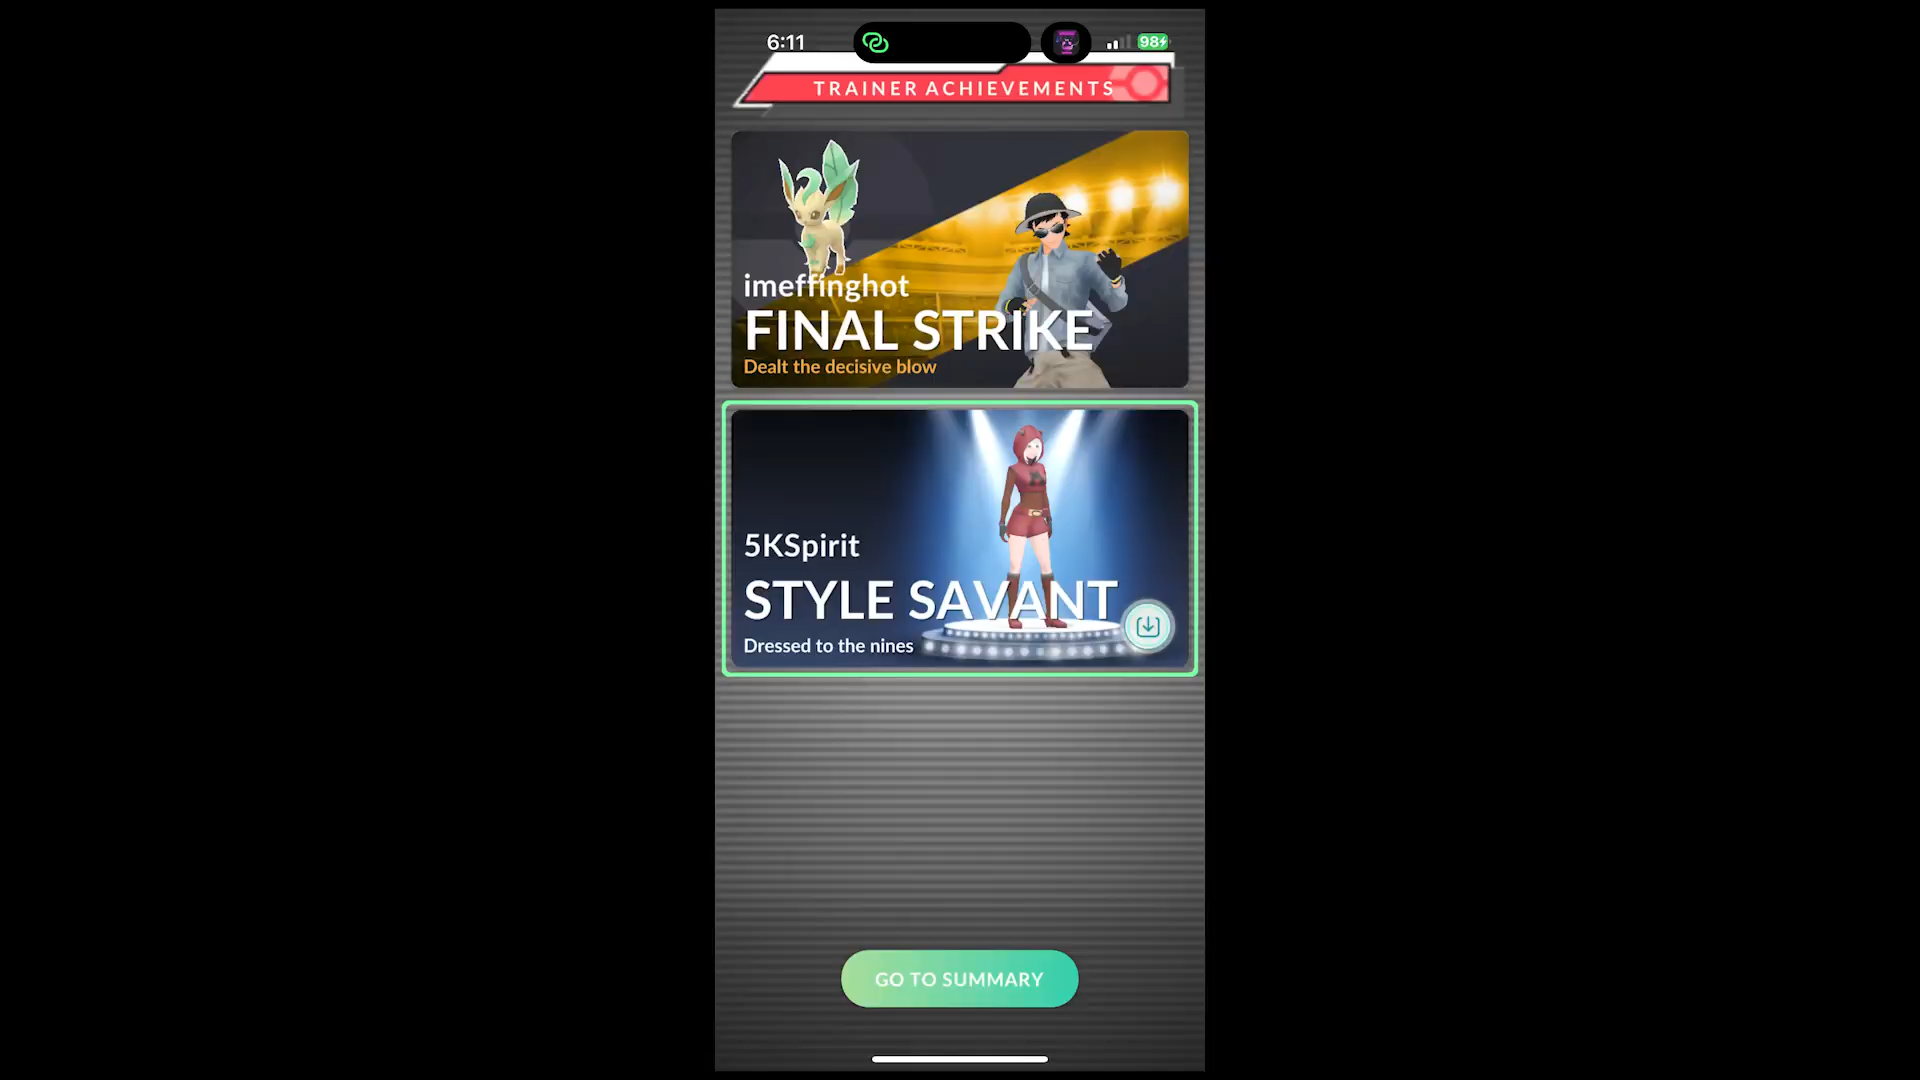 6:11
98
TRAINER ACHIEVEMENTS
imeffinghot
FINAL STRIKE
Dealt the decisive blow
5KSpirit
STYLE SAVANT
Dressed to the nines
GO TO SUMMARY